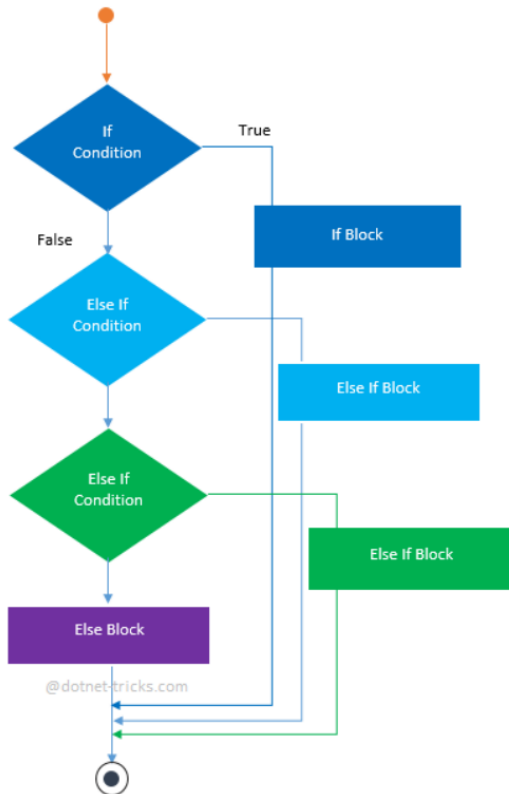 If
Condition
True
If Block
False
Else If
Condition
Else If Block
Else If
Condition
Else If Block
Else Block
@dotnet-tricks.com